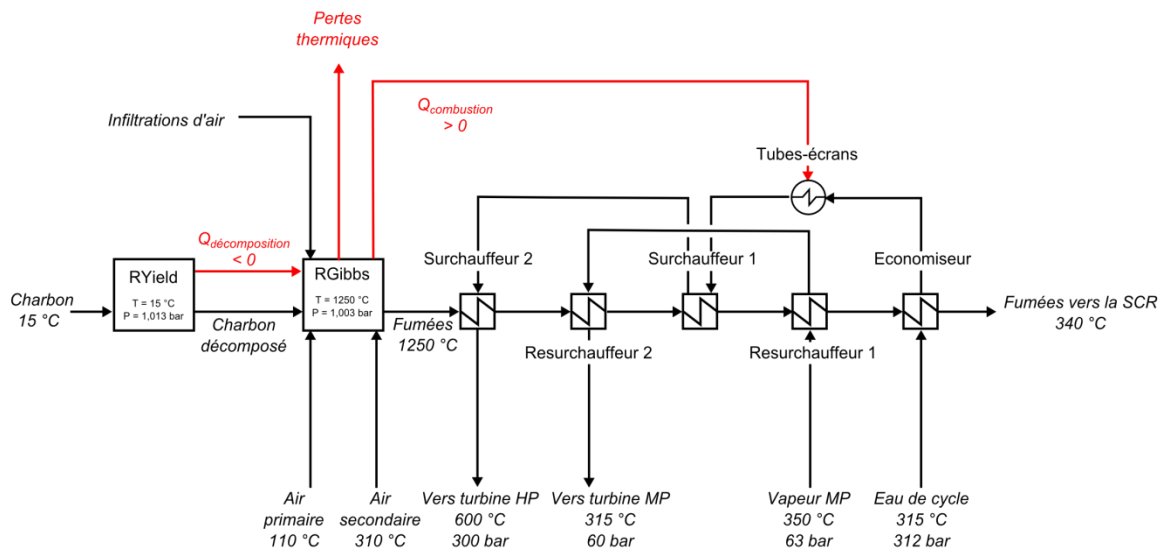 Pertes
thermiques
Q_combustion
> 0
Infiltrations d'air
Tubes-écrans
Q_décomposition
< 0
RYield
T = 15 °C
P = 1,013 bar
RGibbs
T = 1250 °C
P = 1,003 bar
Surchauffeur 2
Surchauffeur 1
Economiseur
Charbon
15 °C
Charbon
décomposé
Fumées
1250 °C
Resurchauffeur 2
Resurchauffeur 1
Fumées vers la SCR
340 °C
Air
primaire
110 °C
Air
secondaire
310 °C
Vers turbine HP
600 °C
300 bar
Vers turbine MP
315 °C
60 bar
Vapeur MP
350 °C
63 bar
Eau de cycle
315 °C
312 bar